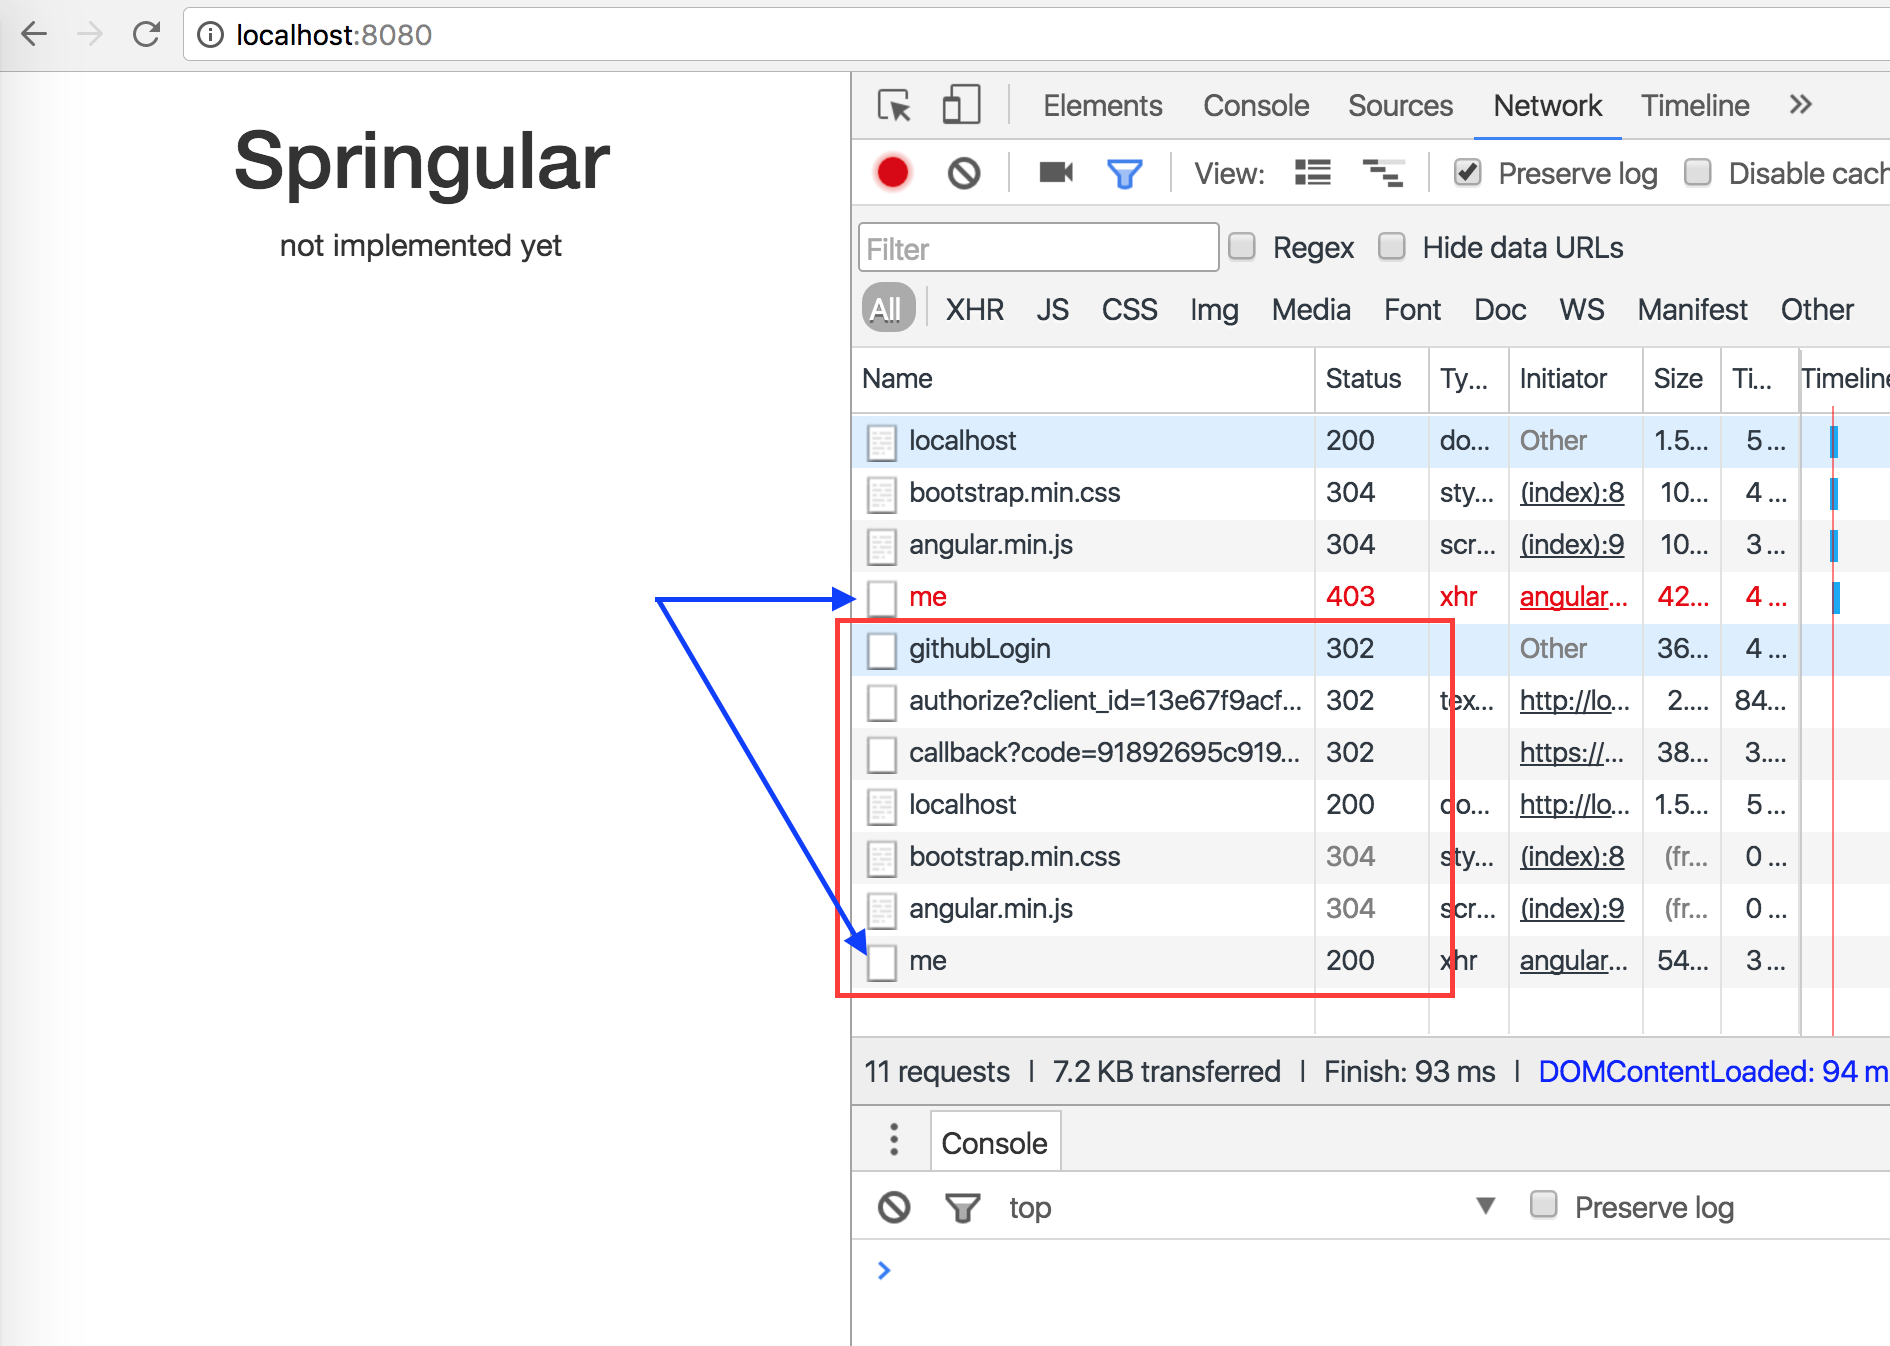 localhost:8080
Springular
not implemented yet
Elements Console Sources Network Timeline
View: Preserve log Disable cach
Filter Regex Hide data URLs
All XHR JS CSS Img Media Font Doc WS Manifest Other
Name Status Ty... Initiator Size Ti... Timeline
localhost 200 do... Other 1.5... 5 ...
bootstrap.min.css 304 sty... (index):8 10... 4 ...
angular.min.js 304 scr... (index):9 10... 3 ...
me 403 xhr angular... 42... 4 ...
githubLogin 302 Other 36... 4 ...
authorize?client_id=13e67f9acf... 302 tex... http://lo... 2.... 84...
callback?code=91892695c919... 302 https://... 38... 3....
localhost 200 do... http://lo... 1.5... 5 ...
bootstrap.min.css 304 sty... (index):8 (fr... 0 ...
angular.min.js 304 scr... (index):9 (fr... 0 ...
me 200 xhr angular... 54... 3 ...
11 requests | 7.2 KB transferred | Finish: 93 ms | DOMContentLoaded: 94 m
Console
top Preserve log